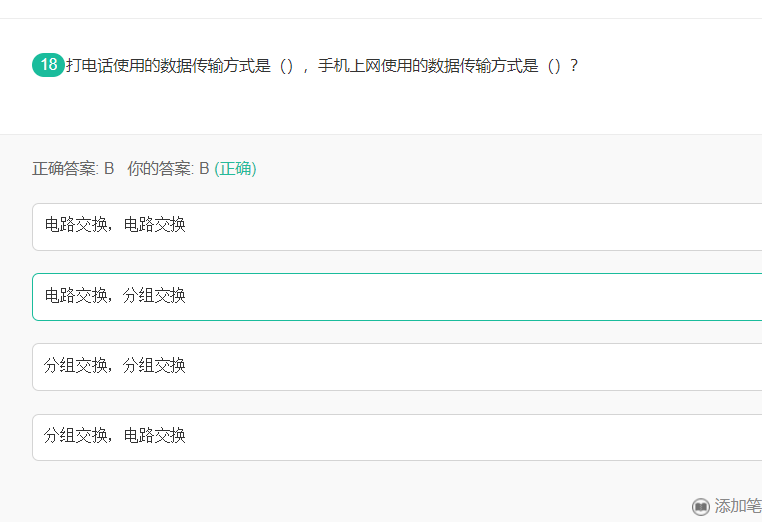 18 打电话使用的数据传输方式是（），手机上网使用的数据传输方式是（）？
正确答案: B 你的答案: B (正确)
电路交换，电路交换
电路交换，分组交换
分组交换，分组交换
分组交换，电路交换
添加笔